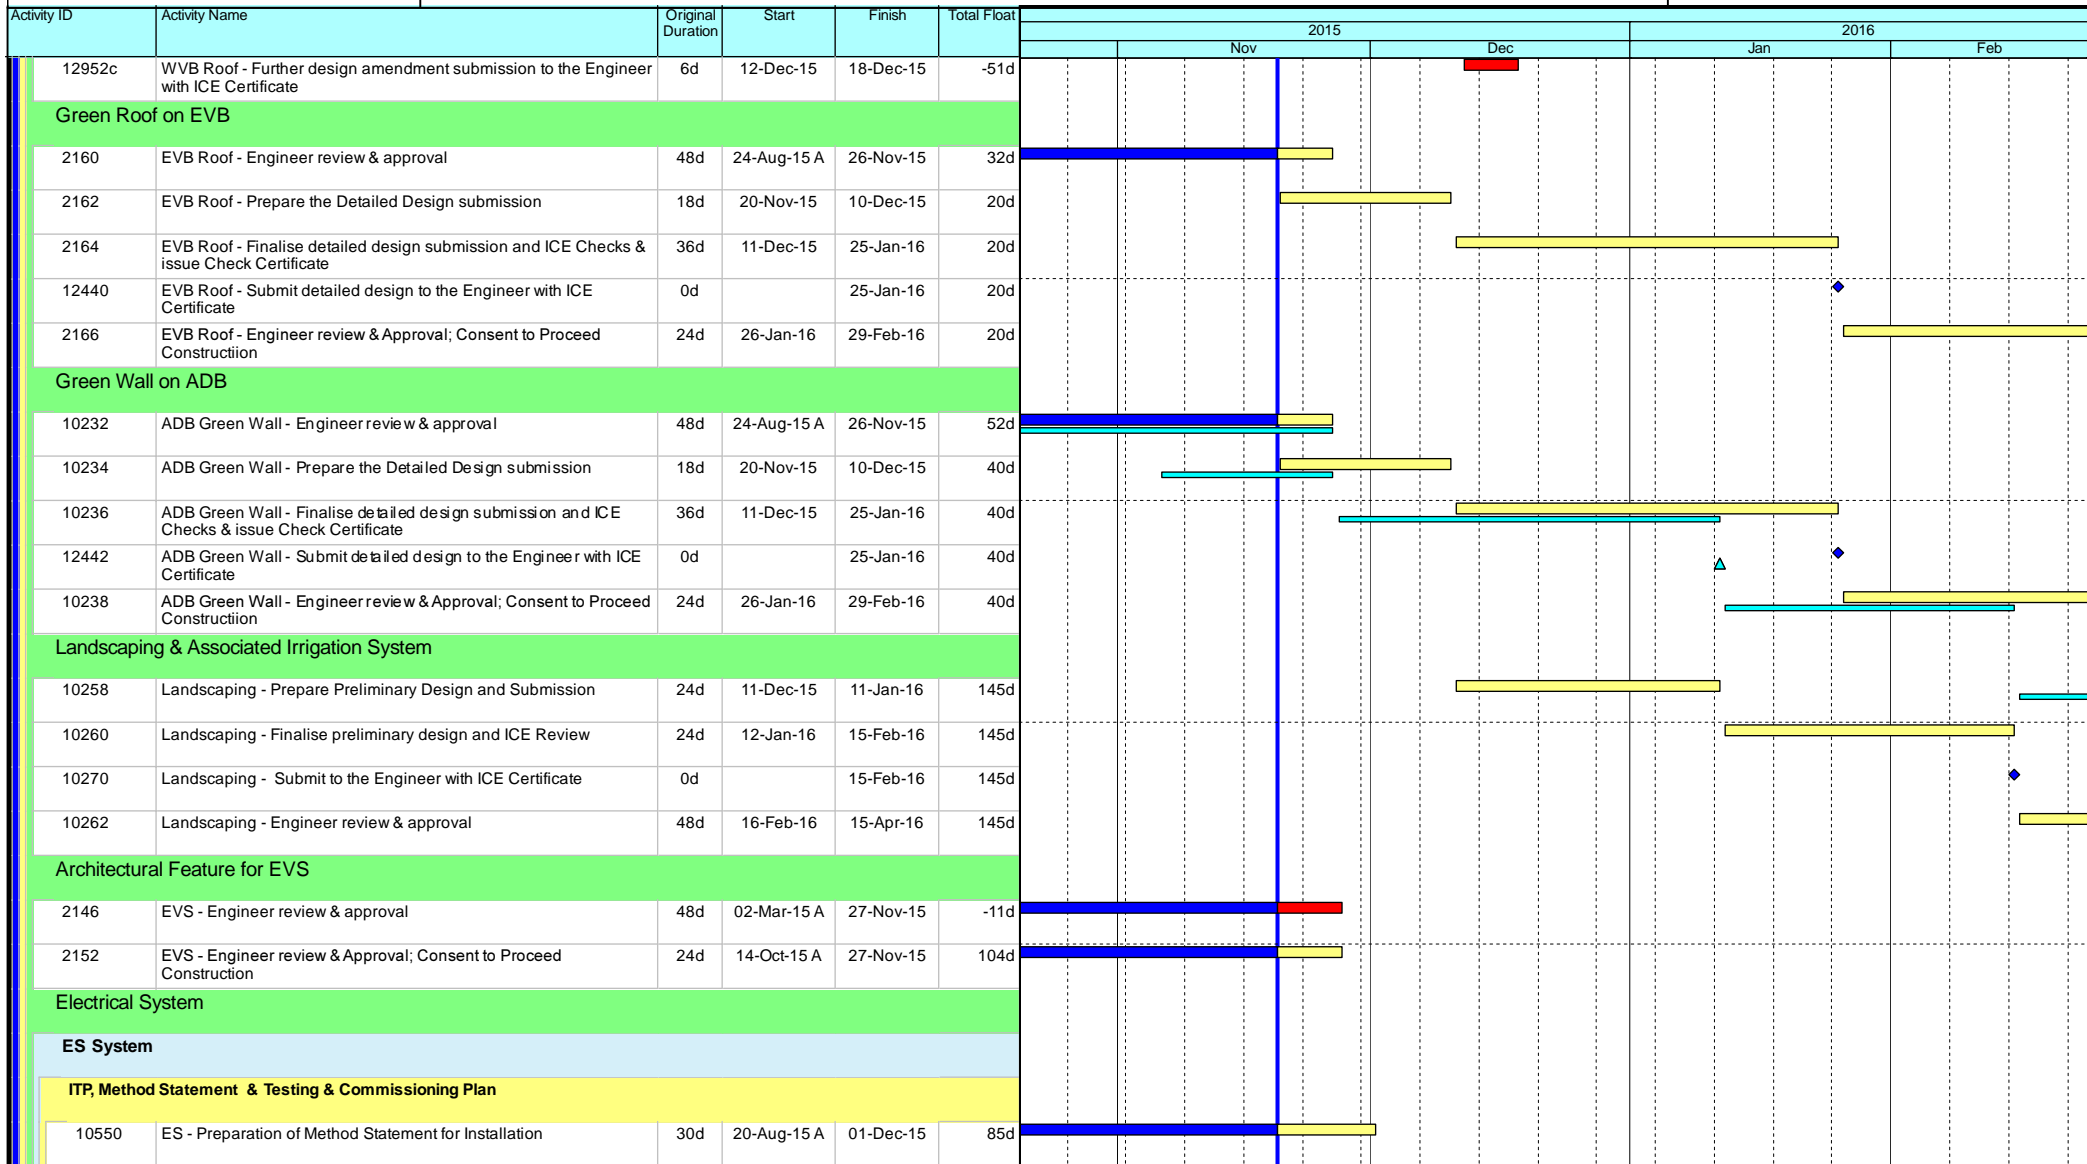 Activity ID Activity Name Original Duration Start Finish Total Float
2015 2016
Nov Dec Jan Feb
12952c WVB Roof - Further design amendment submission to the Engineer 6d 12-Dec-15 18-Dec-15 -51d
with ICE Certificate
Green Roof on EVB
2160 EVB Roof - Engineer review & approval 48d 24-Aug-15 A 26-Nov-15 32d
2162 EVB Roof - Prepare the Detailed Design submission 18d 20-Nov-15 10-Dec-15 20d
2164 EVB Roof - Finalise detailed design submission and ICE Checks & 36d 11-Dec-15 25-Jan-16 20d
issue Check Certificate
12440 EVB Roof - Submit detailed design to the Engineer with ICE 0d 25-Jan-16 20d
Certificate
2166 EVB Roof - Engineer review & Approval; Consent to Proceed 24d 26-Jan-16 29-Feb-16 20d
Constructiion
Green Wall on ADB
10232 ADB Green Wall - Engineer review & approval 48d 24-Aug-15 A 26-Nov-15 52d
10234 ADB Green Wall - Prepare the Detailed Design submission 18d 20-Nov-15 10-Dec-15 40d
10236 ADB Green Wall - Finalise detailed design submission and ICE 36d 11-Dec-15 25-Jan-16 40d
Checks & issue Check Certificate
12442 ADB Green Wall - Submit detailed design to the Engineer with ICE 0d 25-Jan-16 40d
Certificate
10238 ADB Green Wall - Engineer review & Approval; Consent to Proceed 24d 26-Jan-16 29-Feb-16 40d
Constructiion
Landscaping & Associated Irrigation System
10258 Landscaping - Prepare Preliminary Design and Submission 24d 11-Dec-15 11-Jan-16 145d
10260 Landscaping - Finalise preliminary design and ICE Review 24d 12-Jan-16 15-Feb-16 145d
10270 Landscaping - Submit to the Engineer with ICE Certificate 0d 15-Feb-16 145d
10262 Landscaping - Engineer review & approval 48d 16-Feb-16 15-Apr-16 145d
Architectural Feature for EVS
2146 EVS - Engineer review & approval 48d 02-Mar-15 A 27-Nov-15 -11d
2152 EVS - Engineer review & Approval; Consent to Proceed 24d 14-Oct-15 A 27-Nov-15 104d
Construction
Electrical System
ES System
ITP, Method Statement & Testing & Commissioning Plan
10550 ES - Preparation of Method Statement for Installation 30d 20-Aug-15 A 01-Dec-15 85d